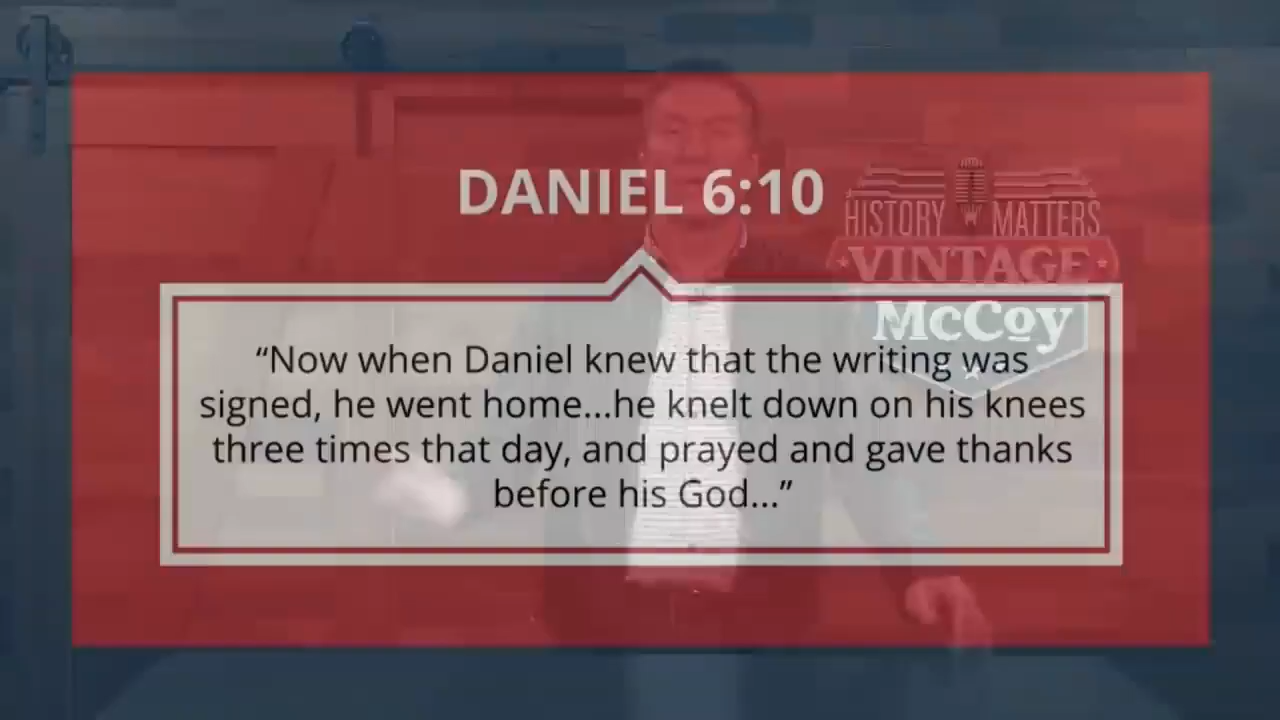 DANIEL 6:10
HISTORY MATTERS
VINTAGE
McCoy
“Now when Daniel knew that the writing was
signed, he went home...he knelt down on his knees
three times that day, and prayed and gave thanks
before his God...”